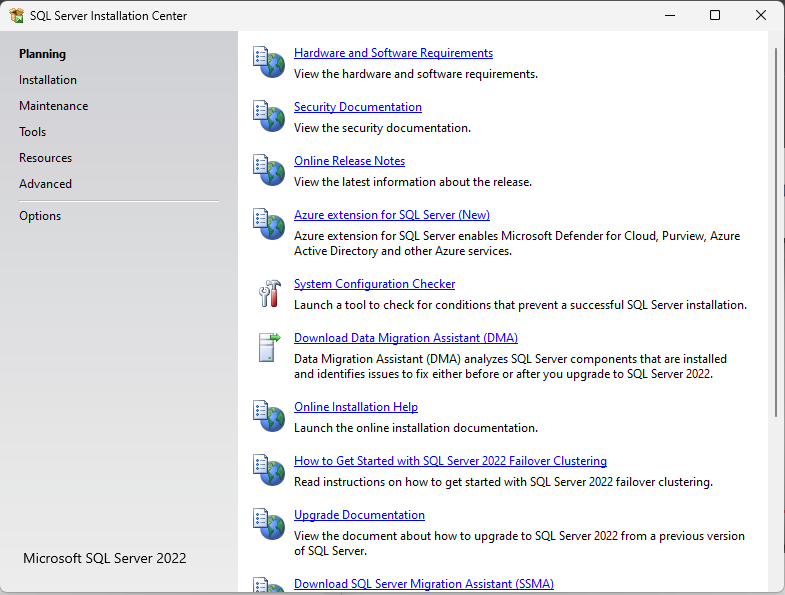 SQL Server Installation Center
Planning
Installation
Maintenance
Tools
Resources
Advanced
Options
Microsoft SQL Server 2022
Hardware and Software Requirements
View the hardware and software requirements.
Security Documentation
View the security documentation.
Online Release Notes
View the latest information about the release.
Azure extension for SQL Server (New)
Azure extension for SQL Server enables Microsoft Defender for Cloud, Purview, Azure
Active Directory and other Azure services.
System Configuration Checker
Launch a tool to check for conditions that prevent a successful SQL Server installation.
Download Data Migration Assistant (DMA)
Data Migration Assistant (DMA) analyzes SQL Server components that are installed
and identifies issues to fix either before or after you upgrade to SQL Server 2022.
Online Installation Help
Launch the online installation documentation.
How to Get Started with SQL Server 2022 Failover Clustering
Read instructions on how to get started with SQL Server 2022 failover clustering.
Upgrade Documentation
View the document about how to upgrade to SQL Server 2022 from a previous version
of SQL Server.
Download SQL Server Migration Assistant (SSMA)